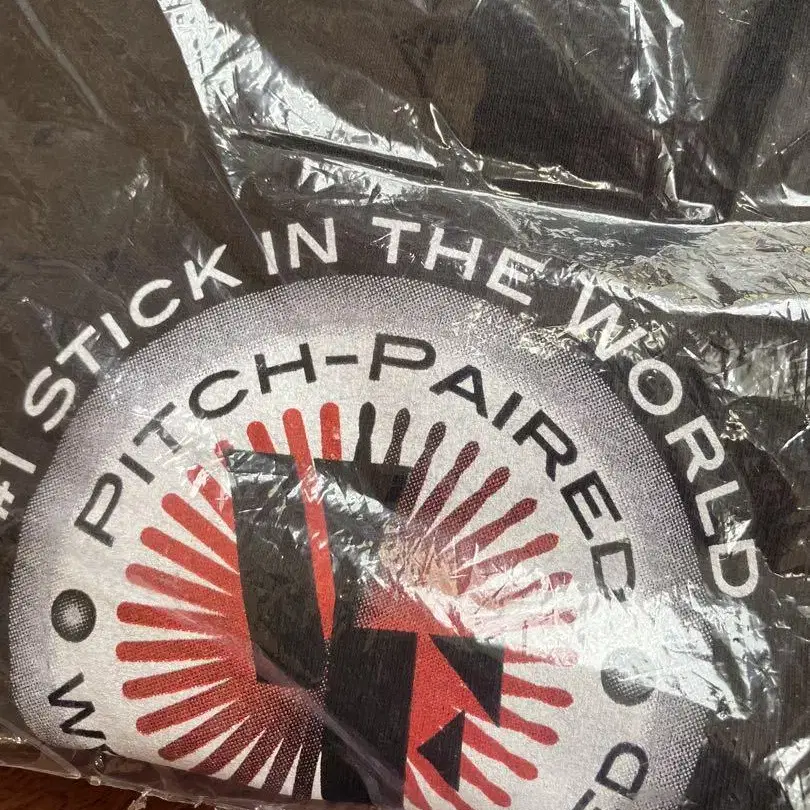 #1 STICK IN THE WORLD
PITCH-PAIRED